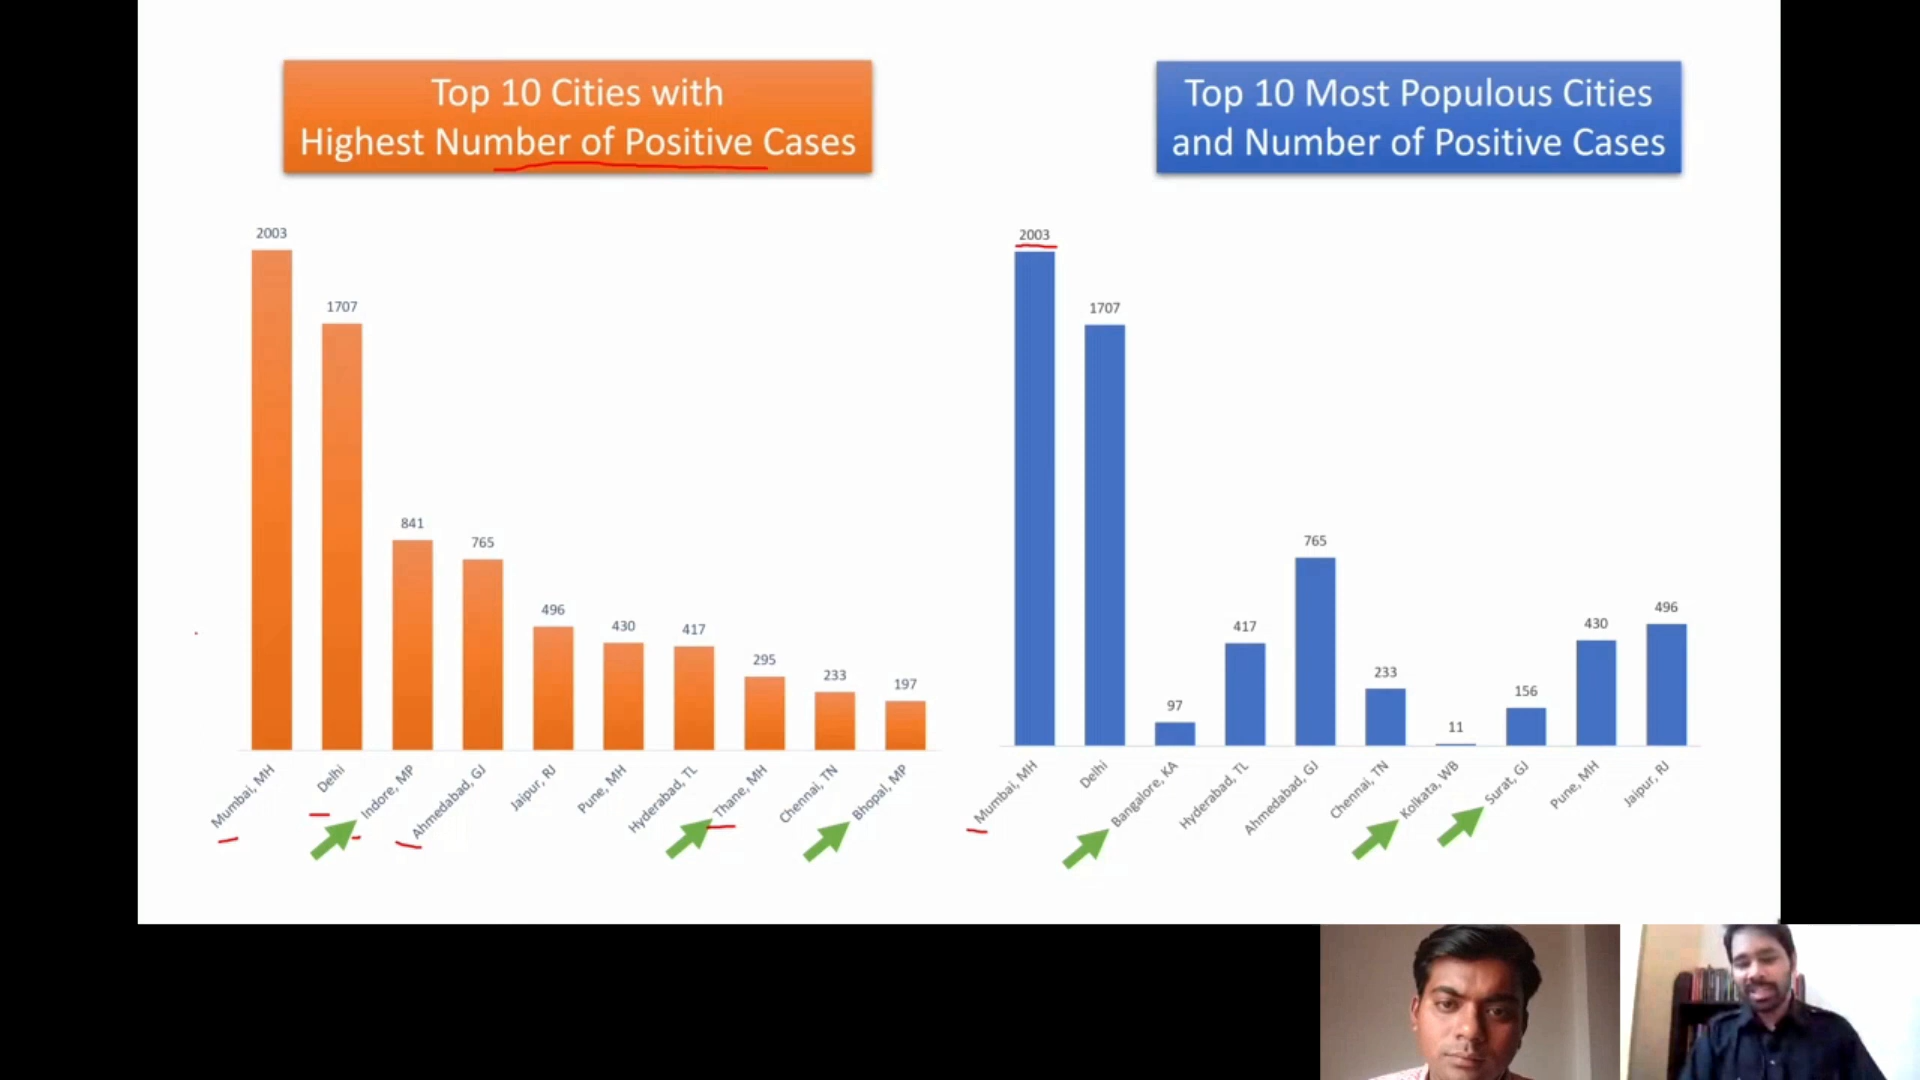 Top 10 Cities with
Highest Number of Positive Cases
2003
1707
841
765
496
430
417
295
233
197
Mumbai, MH
Delhi
Indore, MP
Ahmedabad, GJ
Jaipur, RJ
Pune, MH
Hyderabad, TL
Thane, MH
Chennai, TN
Bhopal, MP
Top 10 Most Populous Cities
and Number of Positive Cases
2003
1707
97
417
765
233
11
156
430
496
Mumbai, MH
Delhi
Bangalore, KA
Hyderabad, TL
Ahmedabad, GJ
Chennai, TN
Kolkata, WB
Surat, GJ
Pune, MH
Jaipur, RJ